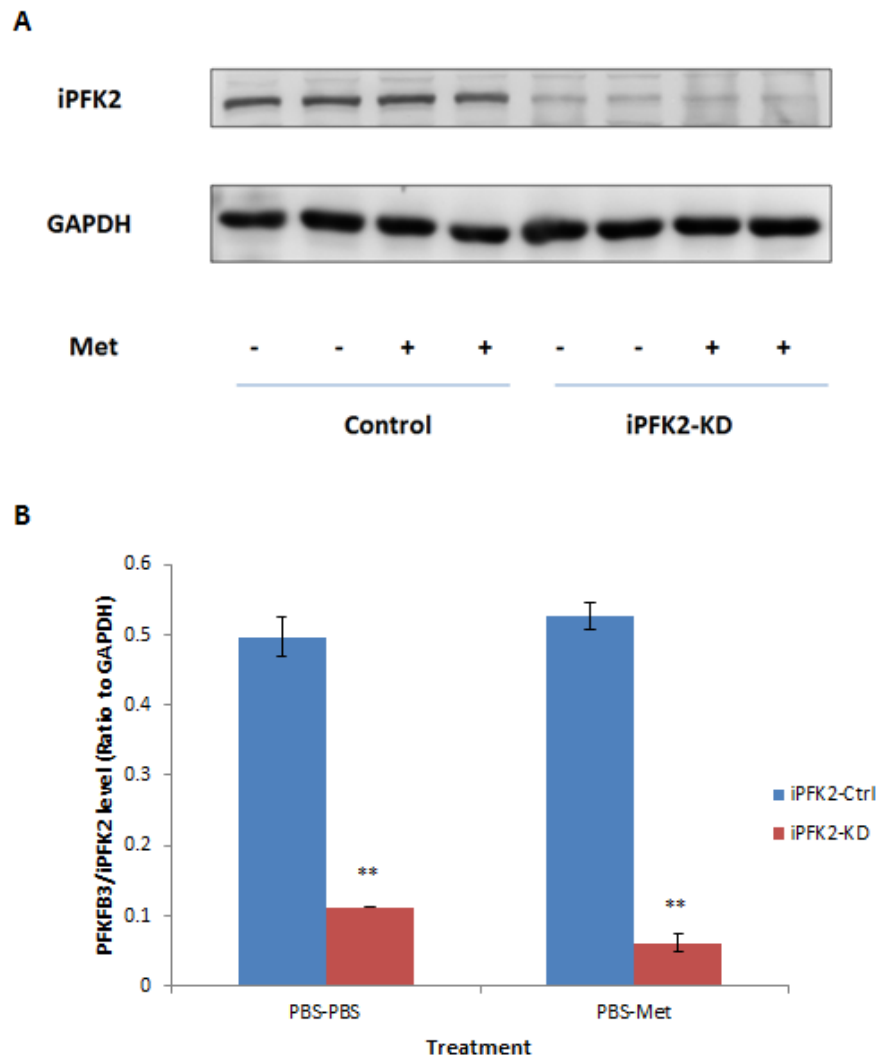 A
iPFK2
GAPDH
Met - - + + - - + +
Control iPFK2-KD
B
PFKFB3/iPFK2 level (Ratio to GAPDH)
0.6
0.5
0.4
0.3
0.2
0.1
0
** **
iPFK2-Ctrl
iPFK2-KD
PBS-PBS PBS-Met
Treatment